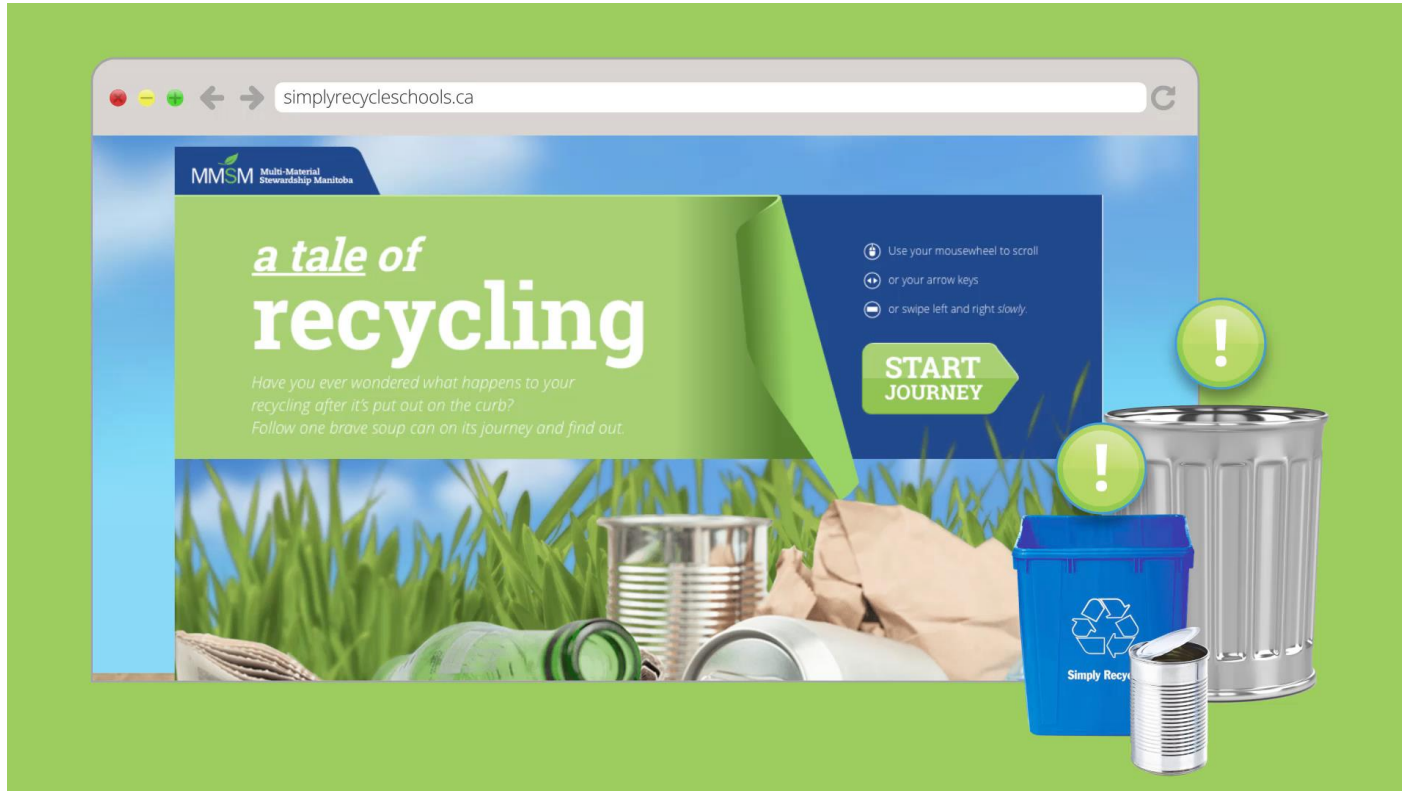 simplyrecycleschools.ca
MMSM Multi-Material
Stewardship Manitoba
a tale of
recycling
Have you ever wondered what happens to your
recycling after it's put out on the curb?
Follow one brave soup can on its journey and find out.
Use your mousewheel to scroll
or your arrow keys
or swipe left and right slowly.
START
JOURNEY
!
!
Simply Recy